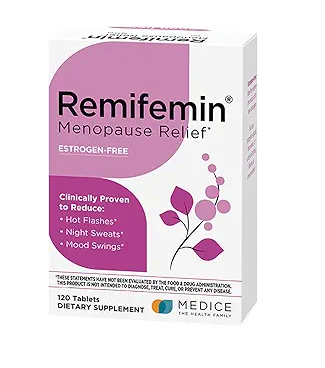 Remifemin®
Remifemin®
Menopause Relief*
ESTROGEN-FREE
Clinically Proven
to Reduce:
• Hot Flashes*
• Night Sweats*
• Mood Swings*
*THESE STATEMENTS HAVE NOT BEEN EVALUATED BY THE FOOD & DRUG ADMINISTRATION.
THIS PRODUCT IS NOT INTENDED TO DIAGNOSE, TREAT, CURE, OR PREVENT ANY DISEASE.
120 Tablets
DIETARY SUPPLEMENT
MEDICE
THE HEALTH FAMILY